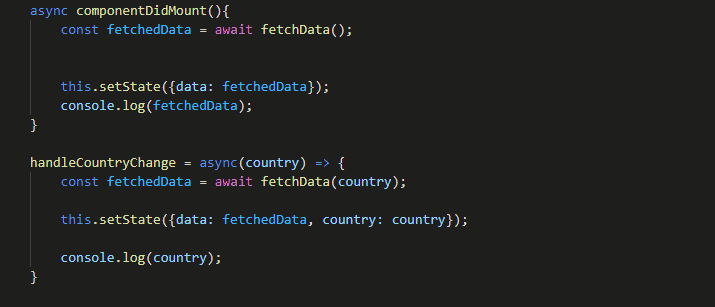 async componentDidMount(){
const fetchedData = await fetchData();
this.setState({data: fetchedData});
console.log(fetchedData);
}
handleCountryChange = async(country) => {
const fetchedData = await fetchData(country);
this.setState({data: fetchedData, country: country});
console.log(country);
}